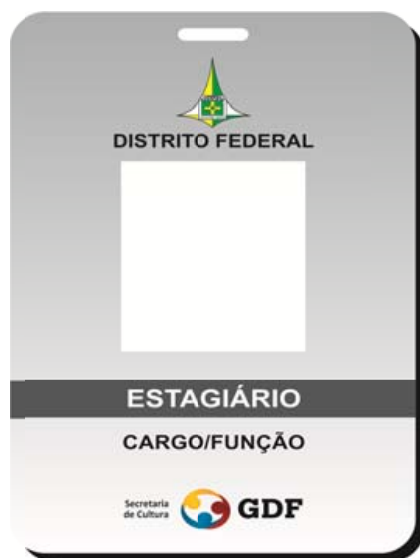 DISTRITO FEDERAL
ESTAGIÁRIO
CARGO/FUNÇÃO
Secretaria
de Cultura
GDF